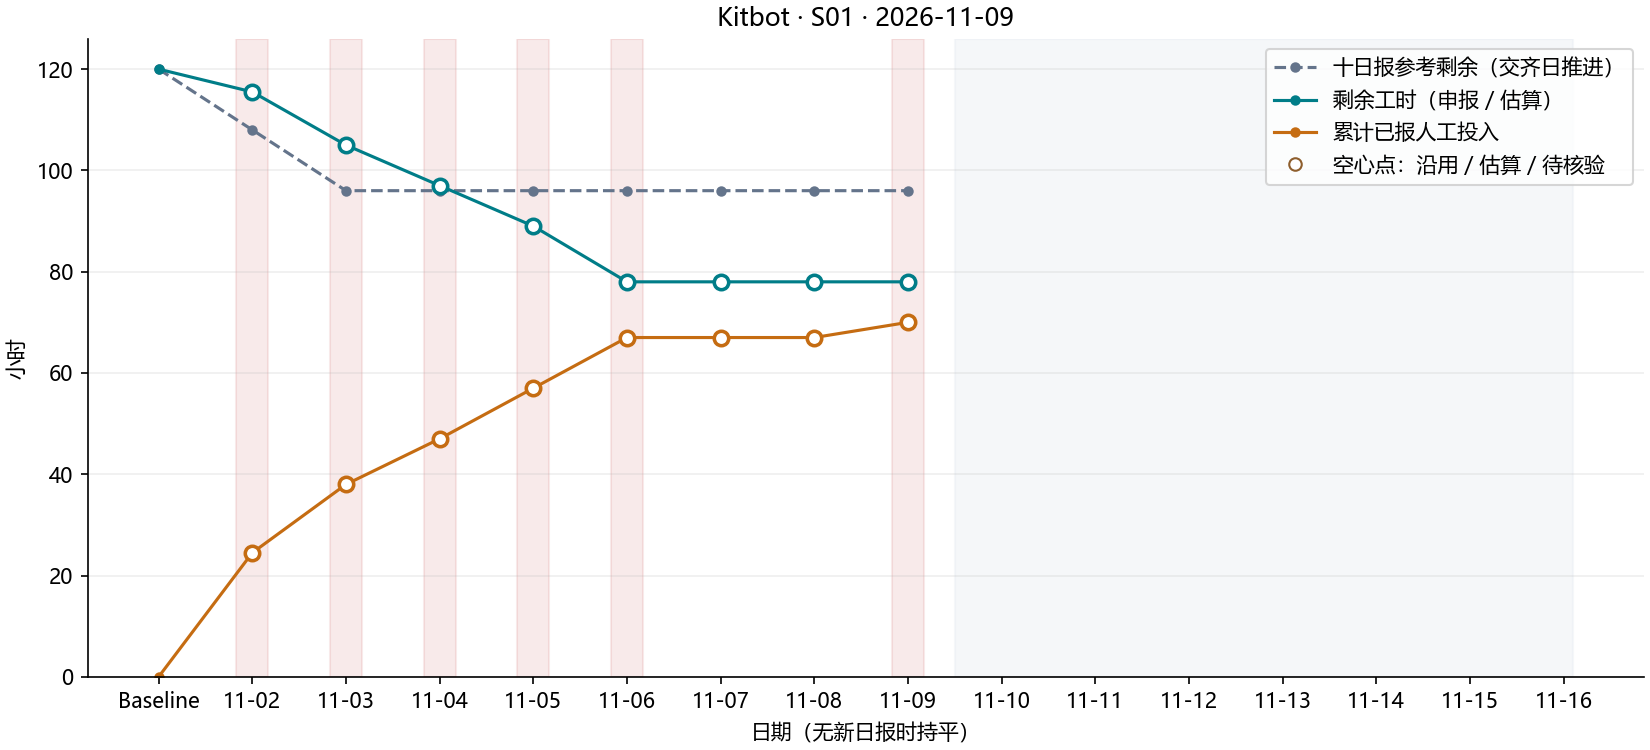 Kitbot · S01 · 2026-11-09
十日报参考剩余（交齐日推进）
剩余工时（申报 / 估算）
累计已报人工投入
空心点：沿用 / 估算 / 待核验
小时
120
100
80
60
40
20
0
Baseline 11-02 11-03 11-04 11-05 11-06 11-07 11-08 11-09 11-10 11-11 11-12 11-13 11-14 11-15 11-16
日期（无新日报时持平）